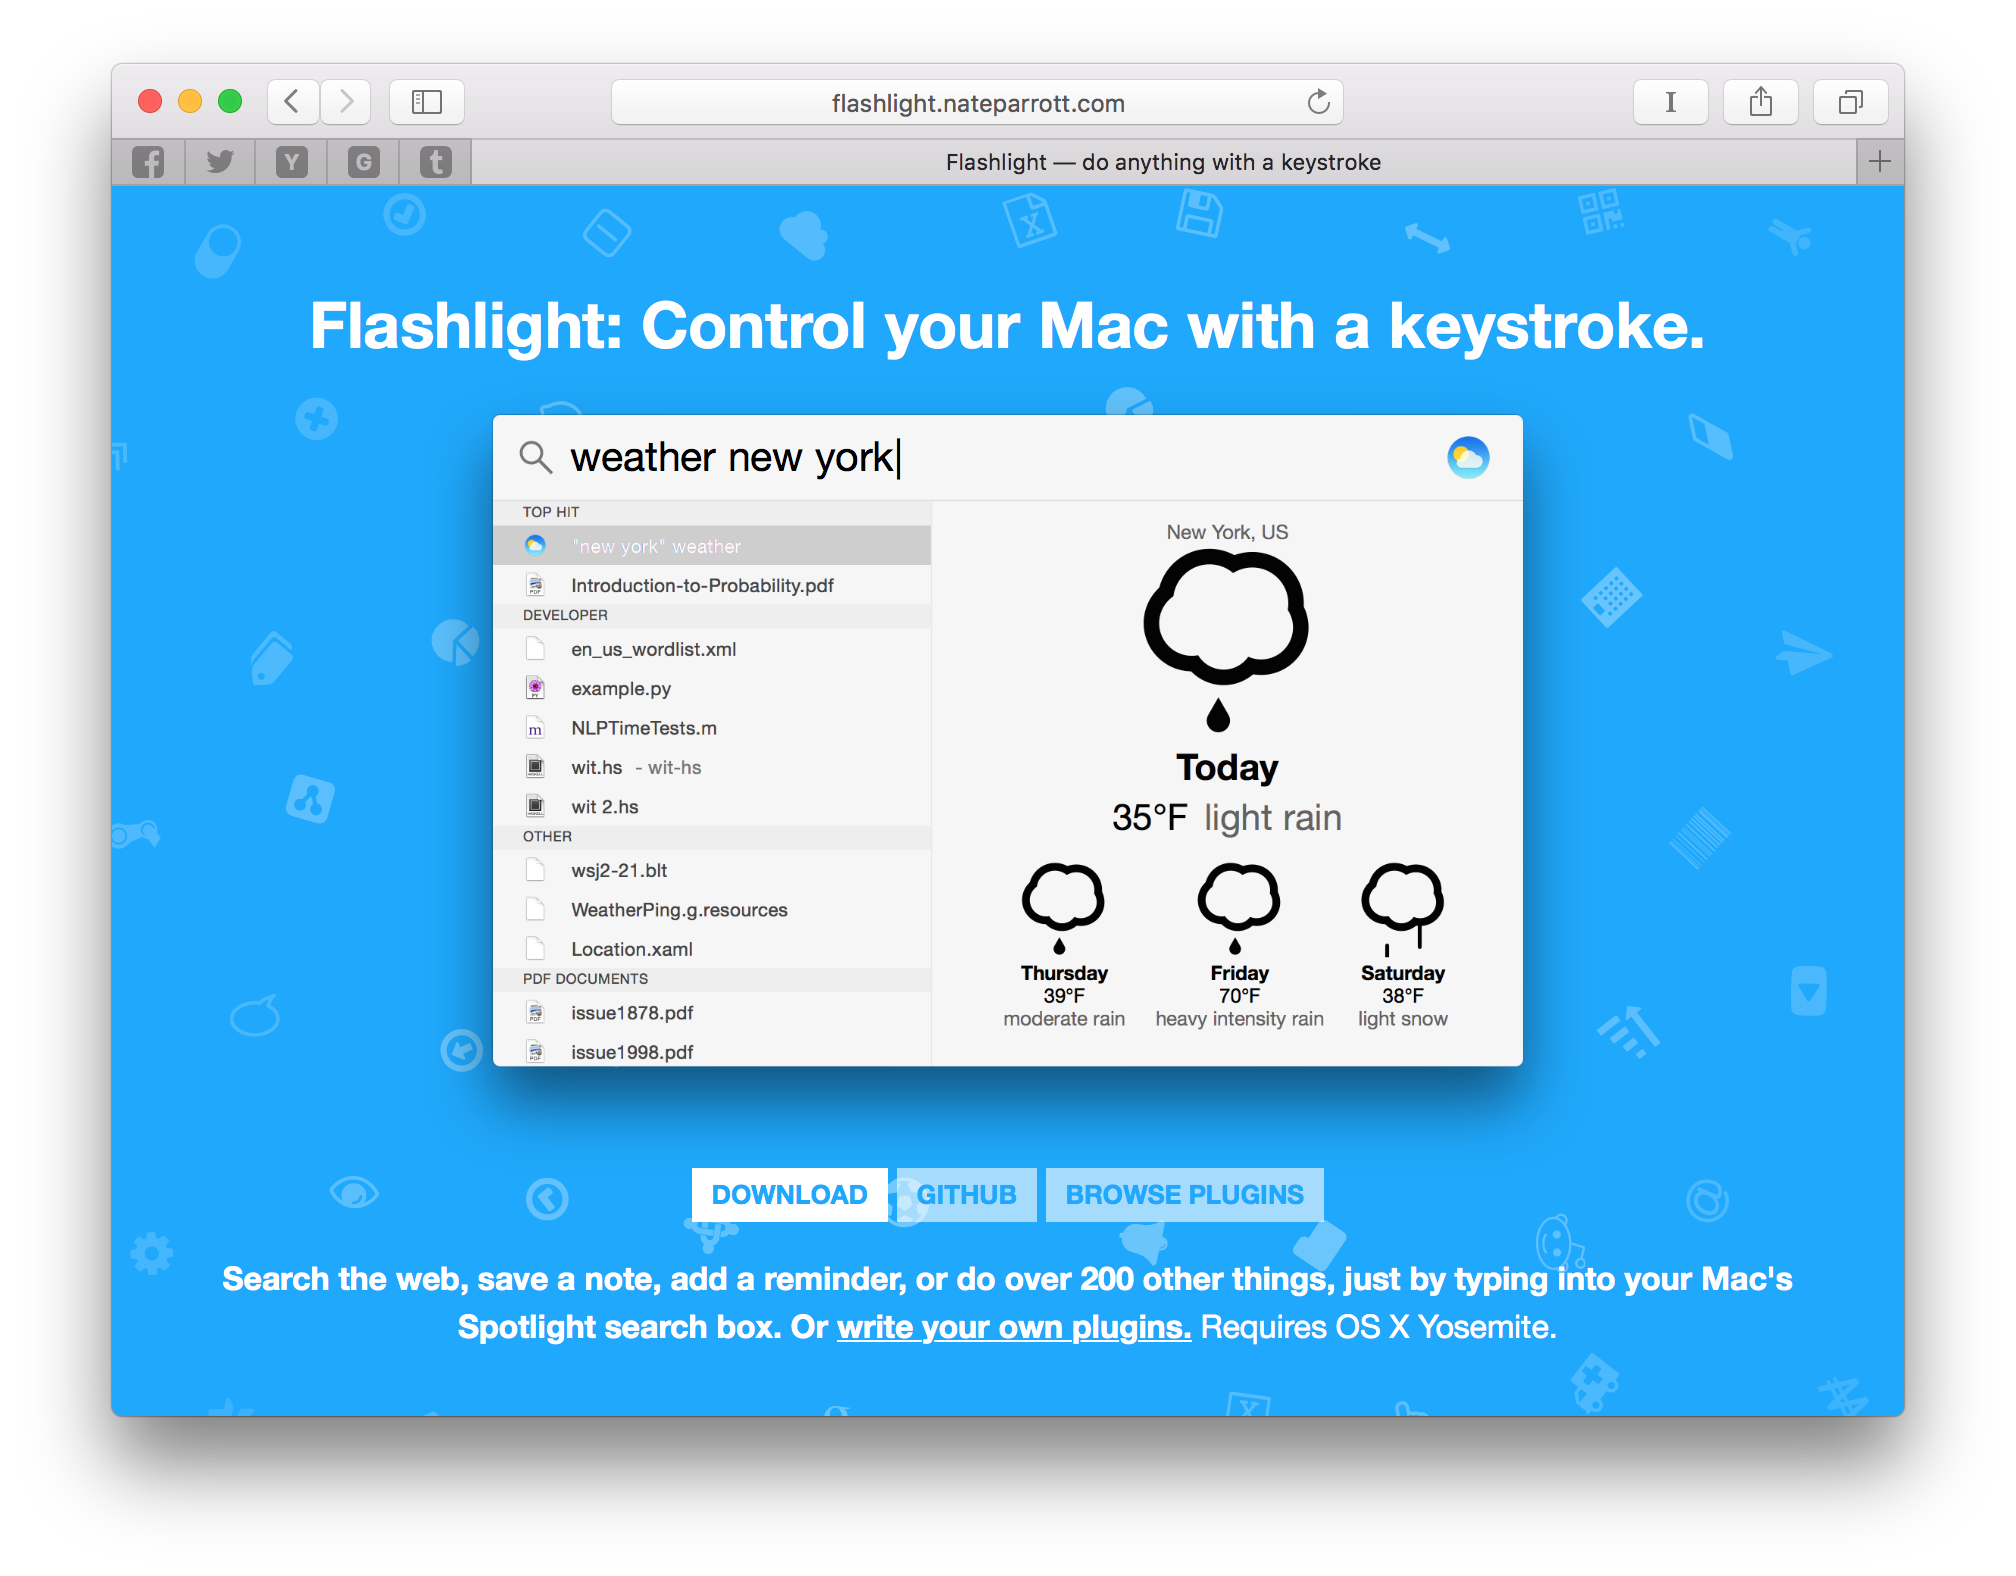 flashlight.nateparrott.com
I
Y
G
t
Flashlight — do anything with a keystroke
Flashlight: Control your Mac with a keystroke.
weather new york
TOP HIT
"new york" weather
Introduction-to-Probability.pdf
DEVELOPER
en_us_wordlist.xml
example.py
NLPTimeTests.m
wit.hs - wit-hs
wit 2.hs
OTHER
wsj2-21.blt
WeatherPing.g.resources
Location.xaml
PDF DOCUMENTS
issue1878.pdf
issue1998.pdf
New York, US
Today
35°F light rain
Thursday
39°F
moderate rain
Friday
70°F
heavy intensity rain
Saturday
38°F
light snow
DOWNLOAD
GITHUB
BROWSE PLUGINS
Search the web, save a note, add a reminder, or do over 200 other things, just by typing into your Mac's
Spotlight search box. Or write your own plugins. Requires OS X Yosemite.